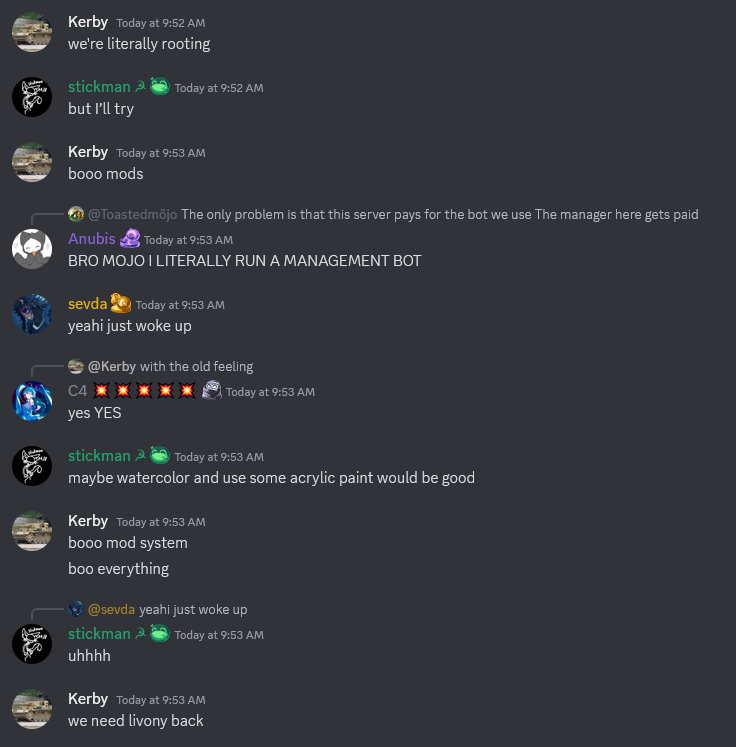 Kerby Today at 9:52 AM
we're literally rooting
stickman ☭ Today at 9:52 AM
but I’ll try
Kerby Today at 9:53 AM
booo mods
@Toastedmōjo The only problem is that this server pays for the bot we use The manager here gets paid
Anubis Today at 9:53 AM
BRO MOJO I LITERALLY RUN A MANAGEMENT BOT
sevda Today at 9:53 AM
yeahi just woke up
@Kerby with the old feeling
C4 💥 💥 💥 💥 💥 Today at 9:53 AM
yes YES
stickman ☭ Today at 9:53 AM
maybe watercolor and use some acrylic paint would be good
Kerby Today at 9:53 AM
booo mod system
boo everything
@sevda yeahi just woke up
stickman ☭ Today at 9:53 AM
uhhhh
Kerby Today at 9:53 AM
we need livony back